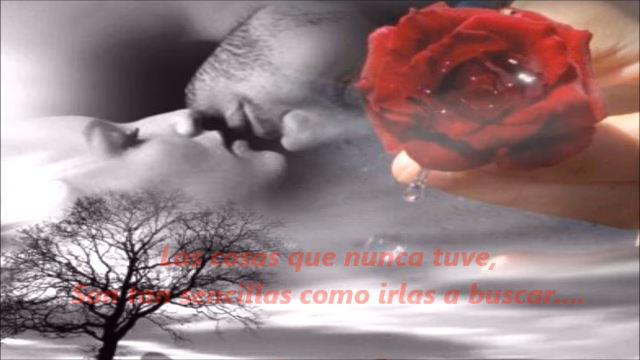 Las cosas que nunca tuve,
Son tan sencillas como irlas a buscar....